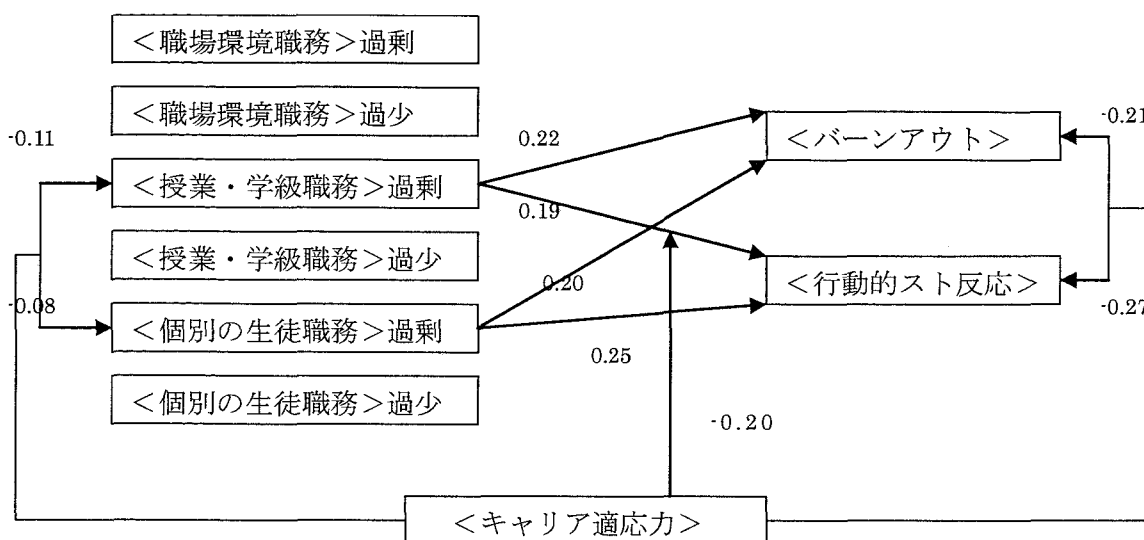 ＜職場環境職務＞過剰
＜職場環境職務＞過少
-0.11
0.22
＜バーンアウト＞
-0.21
＜授業・学級職務＞過剰
0.19
＜授業・学級職務＞過少
＜行動的スト反応＞
-0.08
0.20
-0.27
＜個別の生徒職務＞過剰
0.25
＜個別の生徒職務＞過少
-0.20
＜キャリア適応力＞